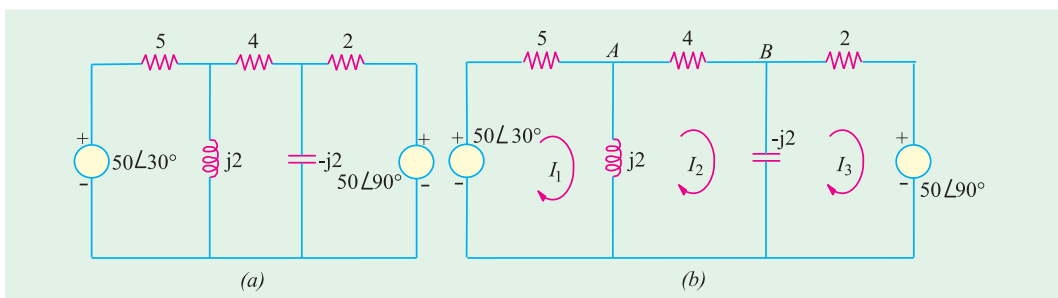 5 4 2
+ 50∠30° - j2 -j2 + 50∠90° -
(a)
5 A 4 B 2
+ 50∠30° - I1 j2 I2 -j2 I3 + - 50∠90°
(b)